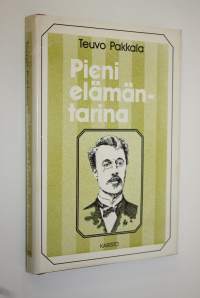 Teuvo Pakkala
Pieni
elämän-
tarina
KARISTO